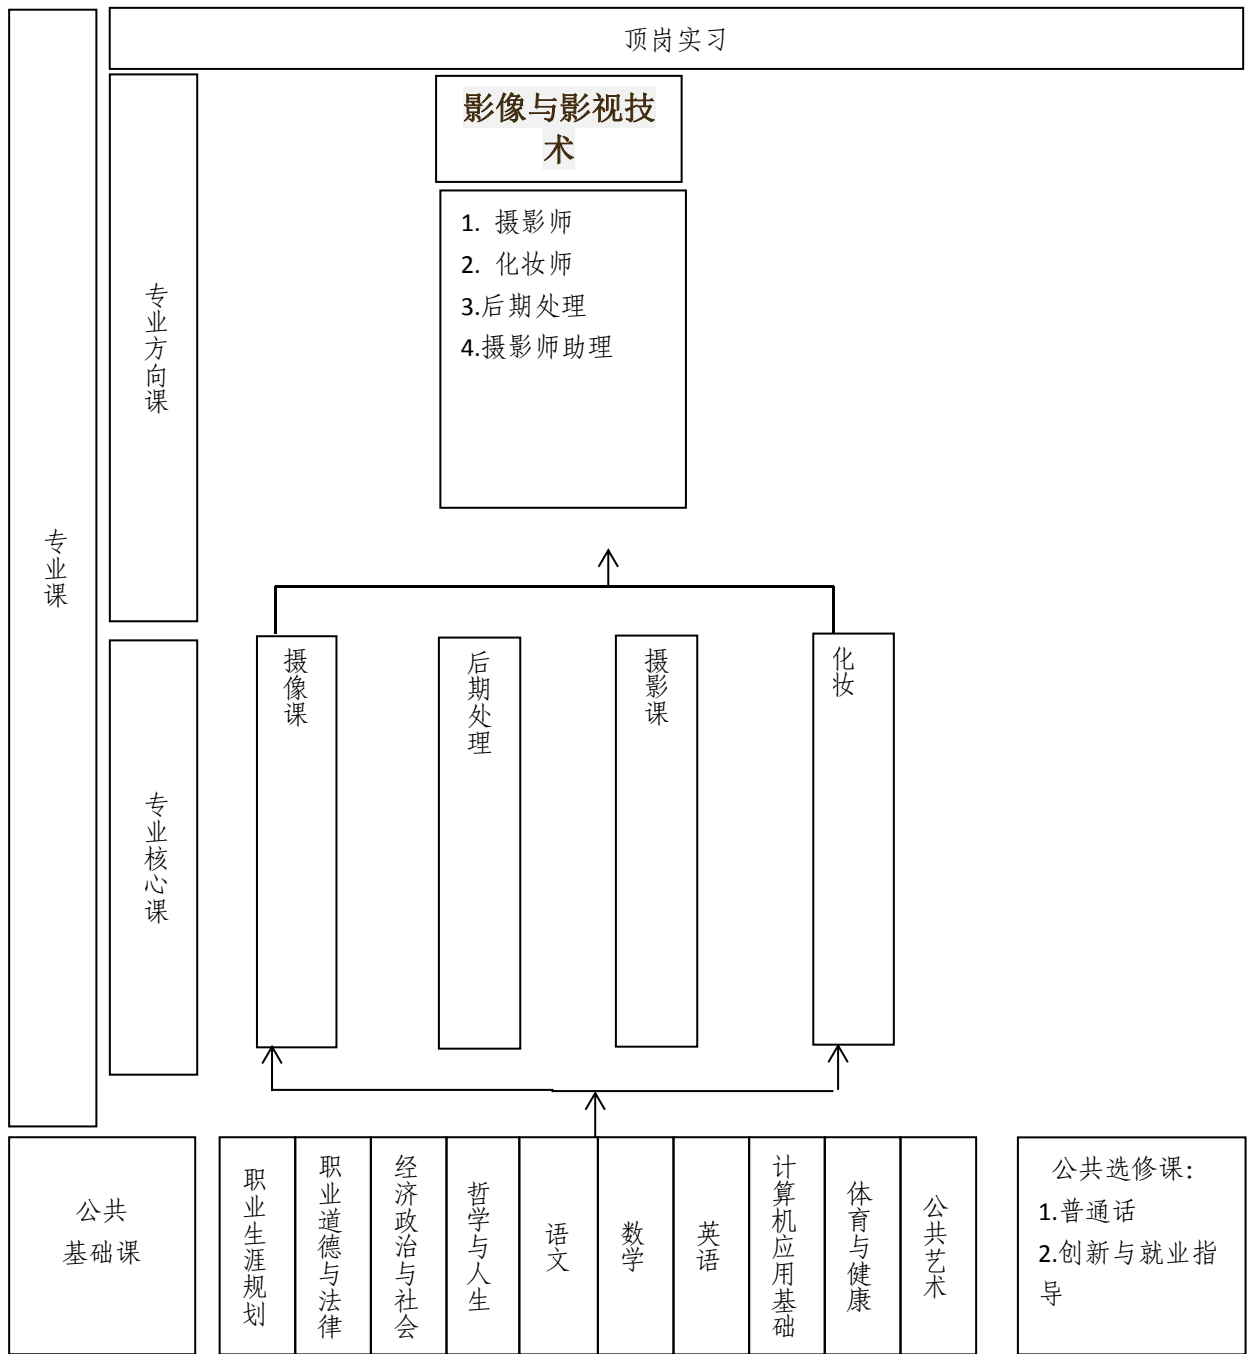 顶岗实习
影像与影视技
术
1. 摄影师
2. 化妆师
3.后期处理
4.摄影师助理
专业方向课
专业课
摄像课
后期处理
摄影课
化妆
专业核心课
公共
基础课
职业生涯规划
职业道德与法律
经济政治与社会
哲学与人生
语文
数学
英语
计算机应用基础
体育与健康
公共艺术
公共选修课:
1.普通话
2.创新与就业指
导